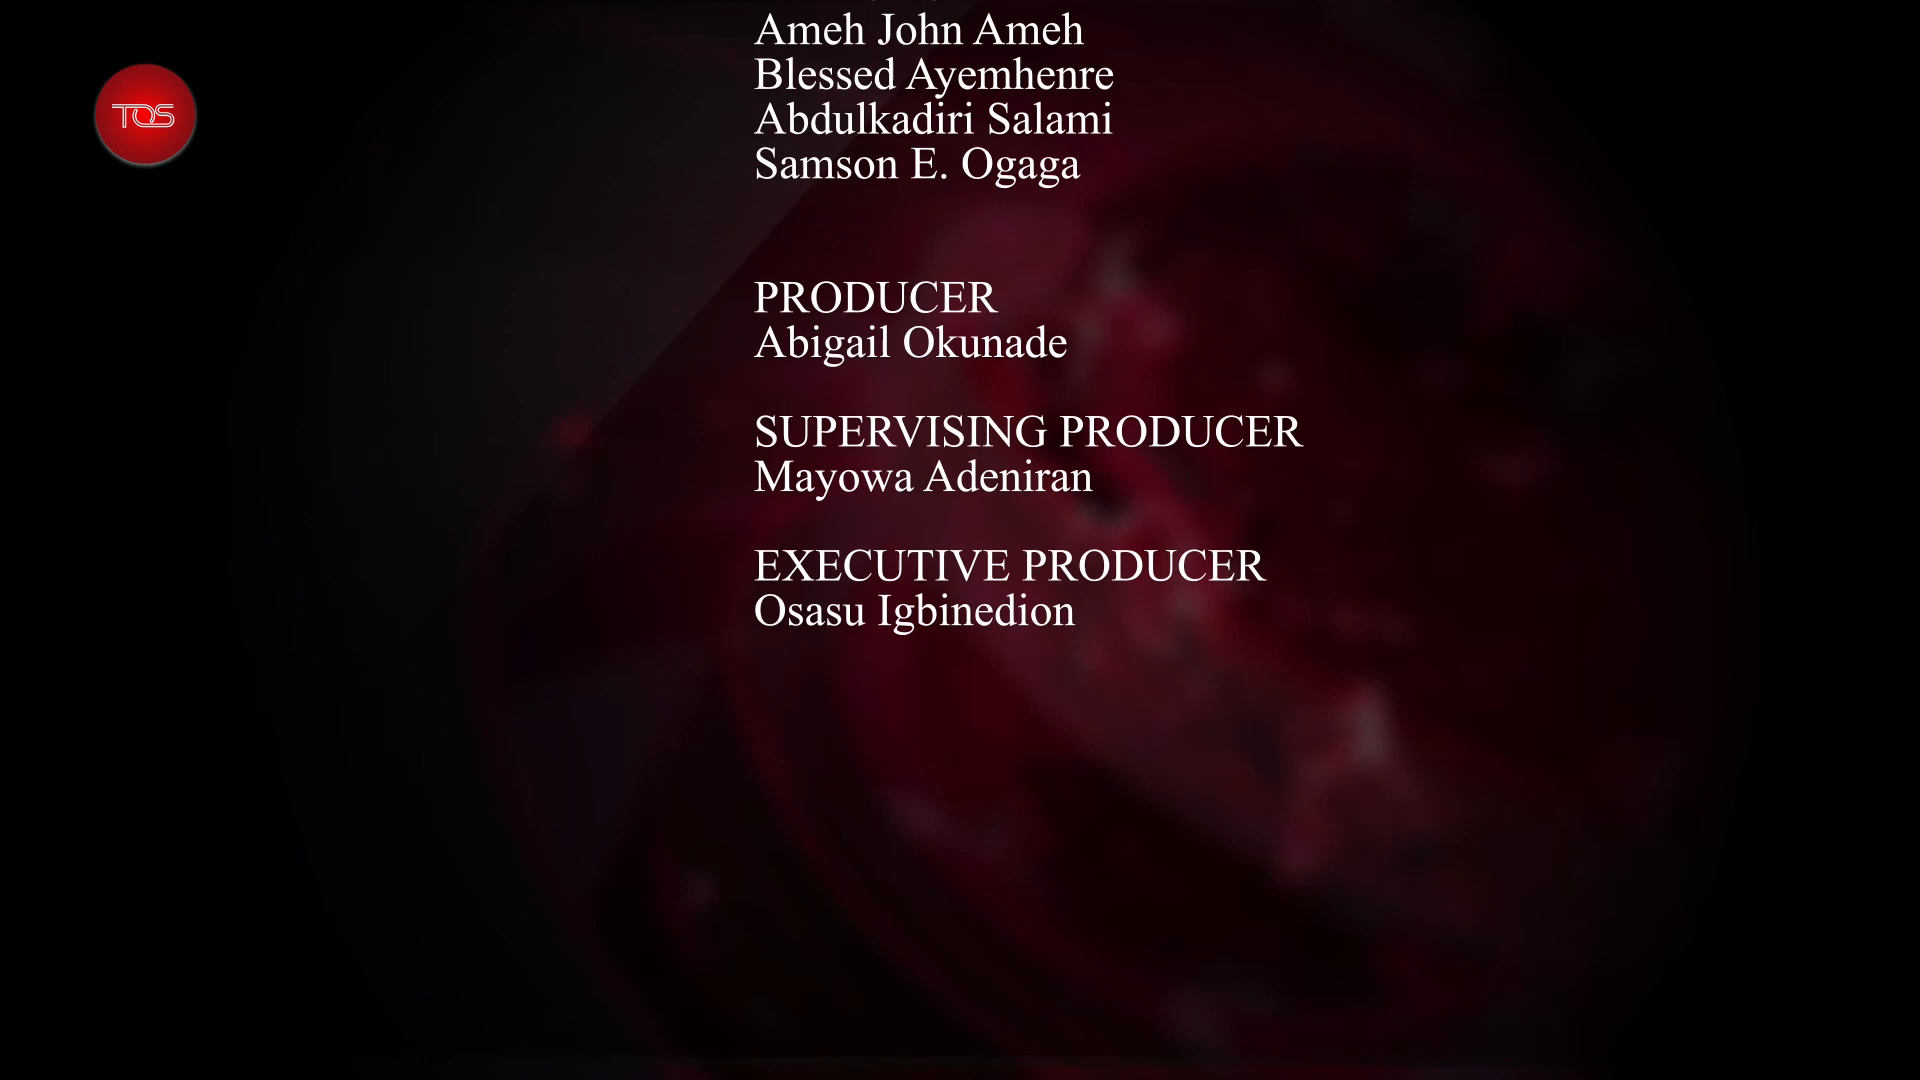 TOS
Ameh John Ameh
Blessed Ayemhenre
Abdulkadiri Salami
Samson E. Ogaga
PRODUCER
Abigail Okunade
SUPERVISING PRODUCER
Mayowa Adeniran
EXECUTIVE PRODUCER
Osasu Igbinedion